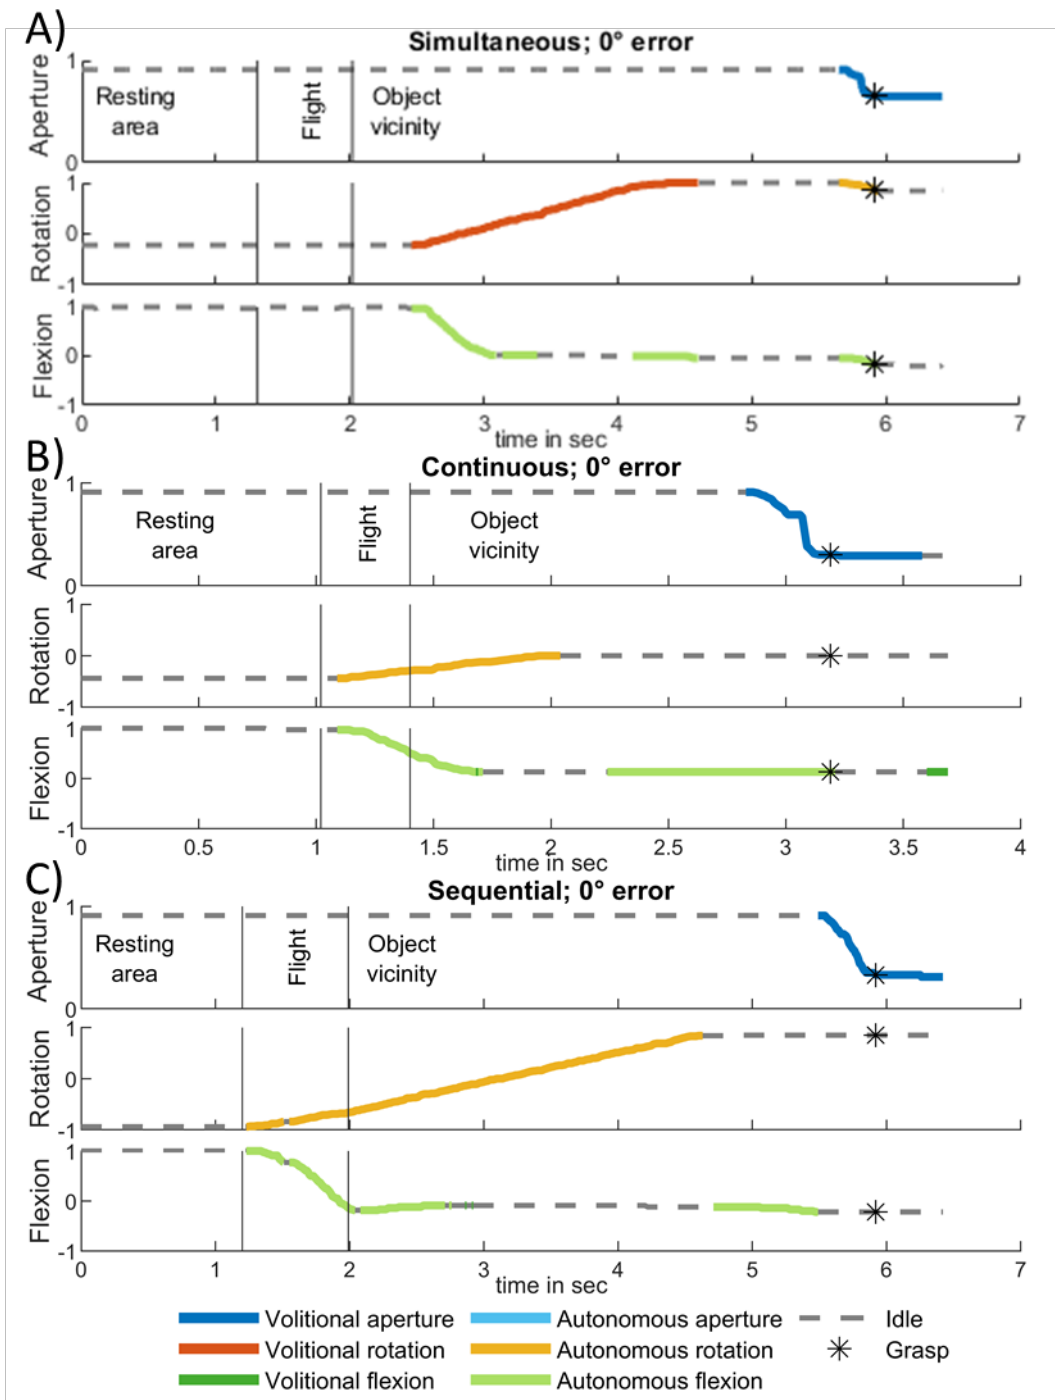 A)
Simultaneous; 0° error
Aperture
1
0
Resting
area
Flight
Object
vicinity
Rotation
1
0
-1
Flexion
1
0
-1
0 1 2 3 4 5 6 7
time in sec
B)
Continuous; 0° error
Aperture
1
0
Resting
area
Flight
Object
vicinity
Rotation
1
0
-1
Flexion
1
0
-1
0 0.5 1 1.5 2 2.5 3 3.5 4
time in sec
C)
Sequential; 0° error
Aperture
1
0
Resting
area
Flight
Object
vicinity
Rotation
1
0
-1
Flexion
1
0
-1
0 1 2 3 4 5 6 7
time in sec
Volitional aperture Autonomous aperture Idle
Volitional rotation Autonomous rotation Grasp
Volitional flexion Autonomous flexion